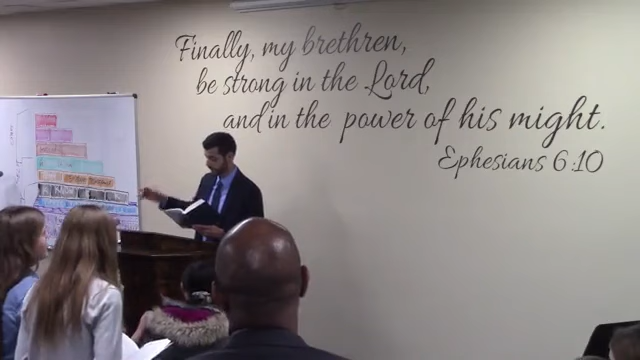 Finally, my brethren,
be strong in the Lord,
and in the power of his might.
Ephesians 6:10